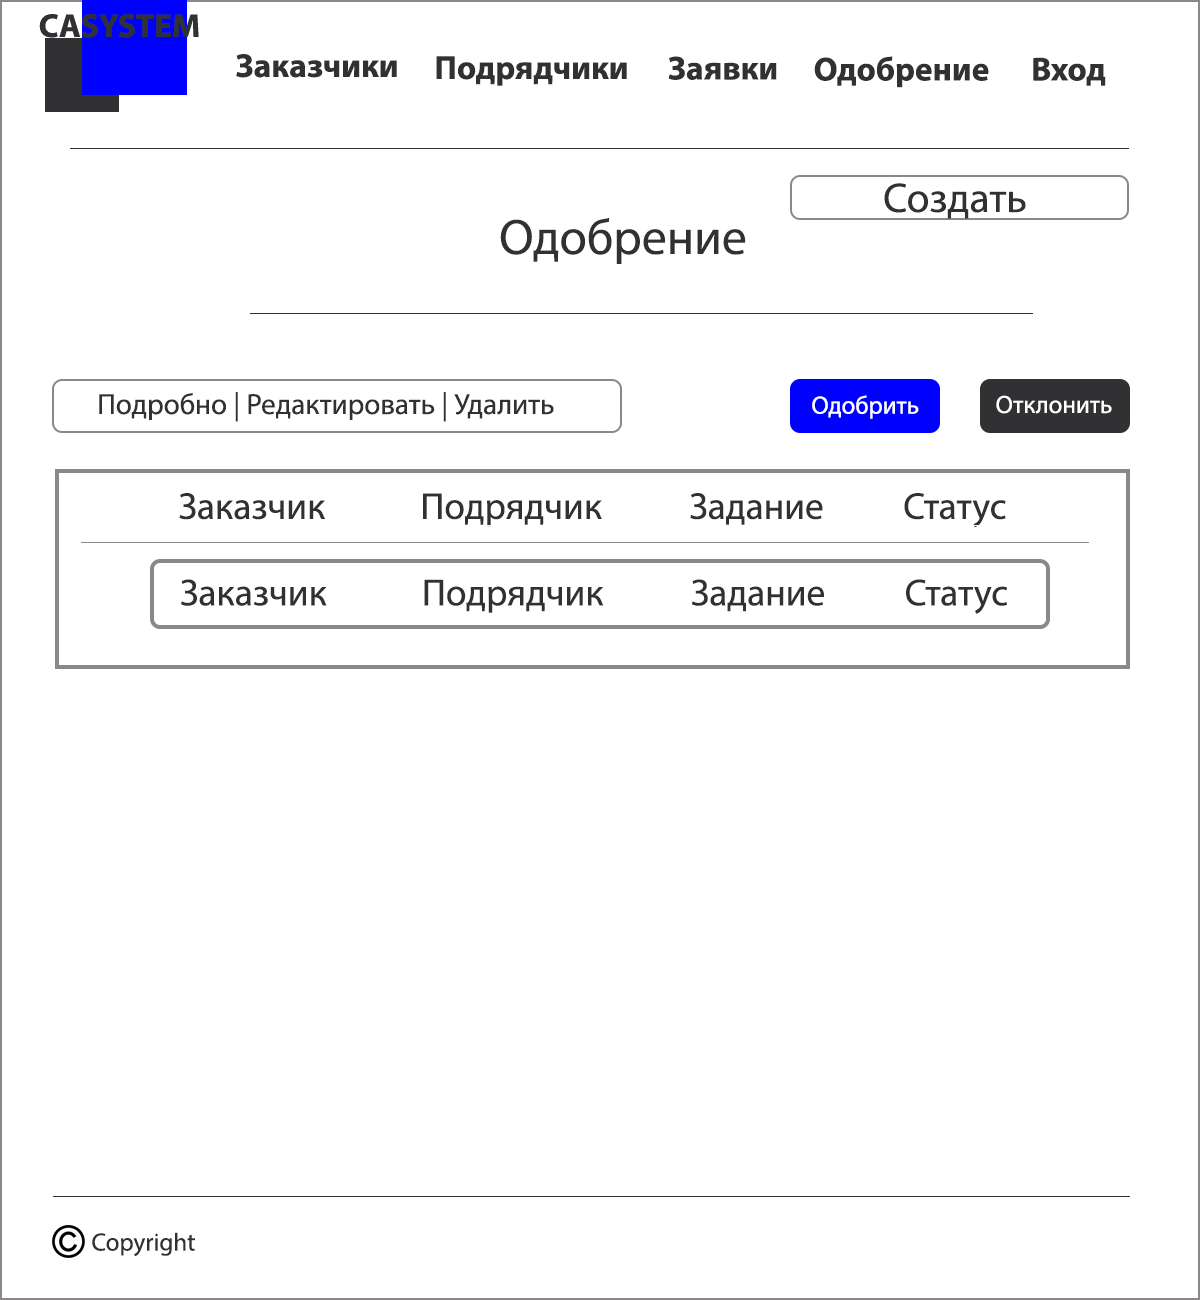 CASYSTEM
Заказчики Подрядчики Заявки Одобрение Вход
Создать
Одобрение
Подробно | Редактировать | Удалить Одобрить Отклонить
Заказчик Подрядчик Задание Статус
Заказчик Подрядчик Задание Статус
© Copyright